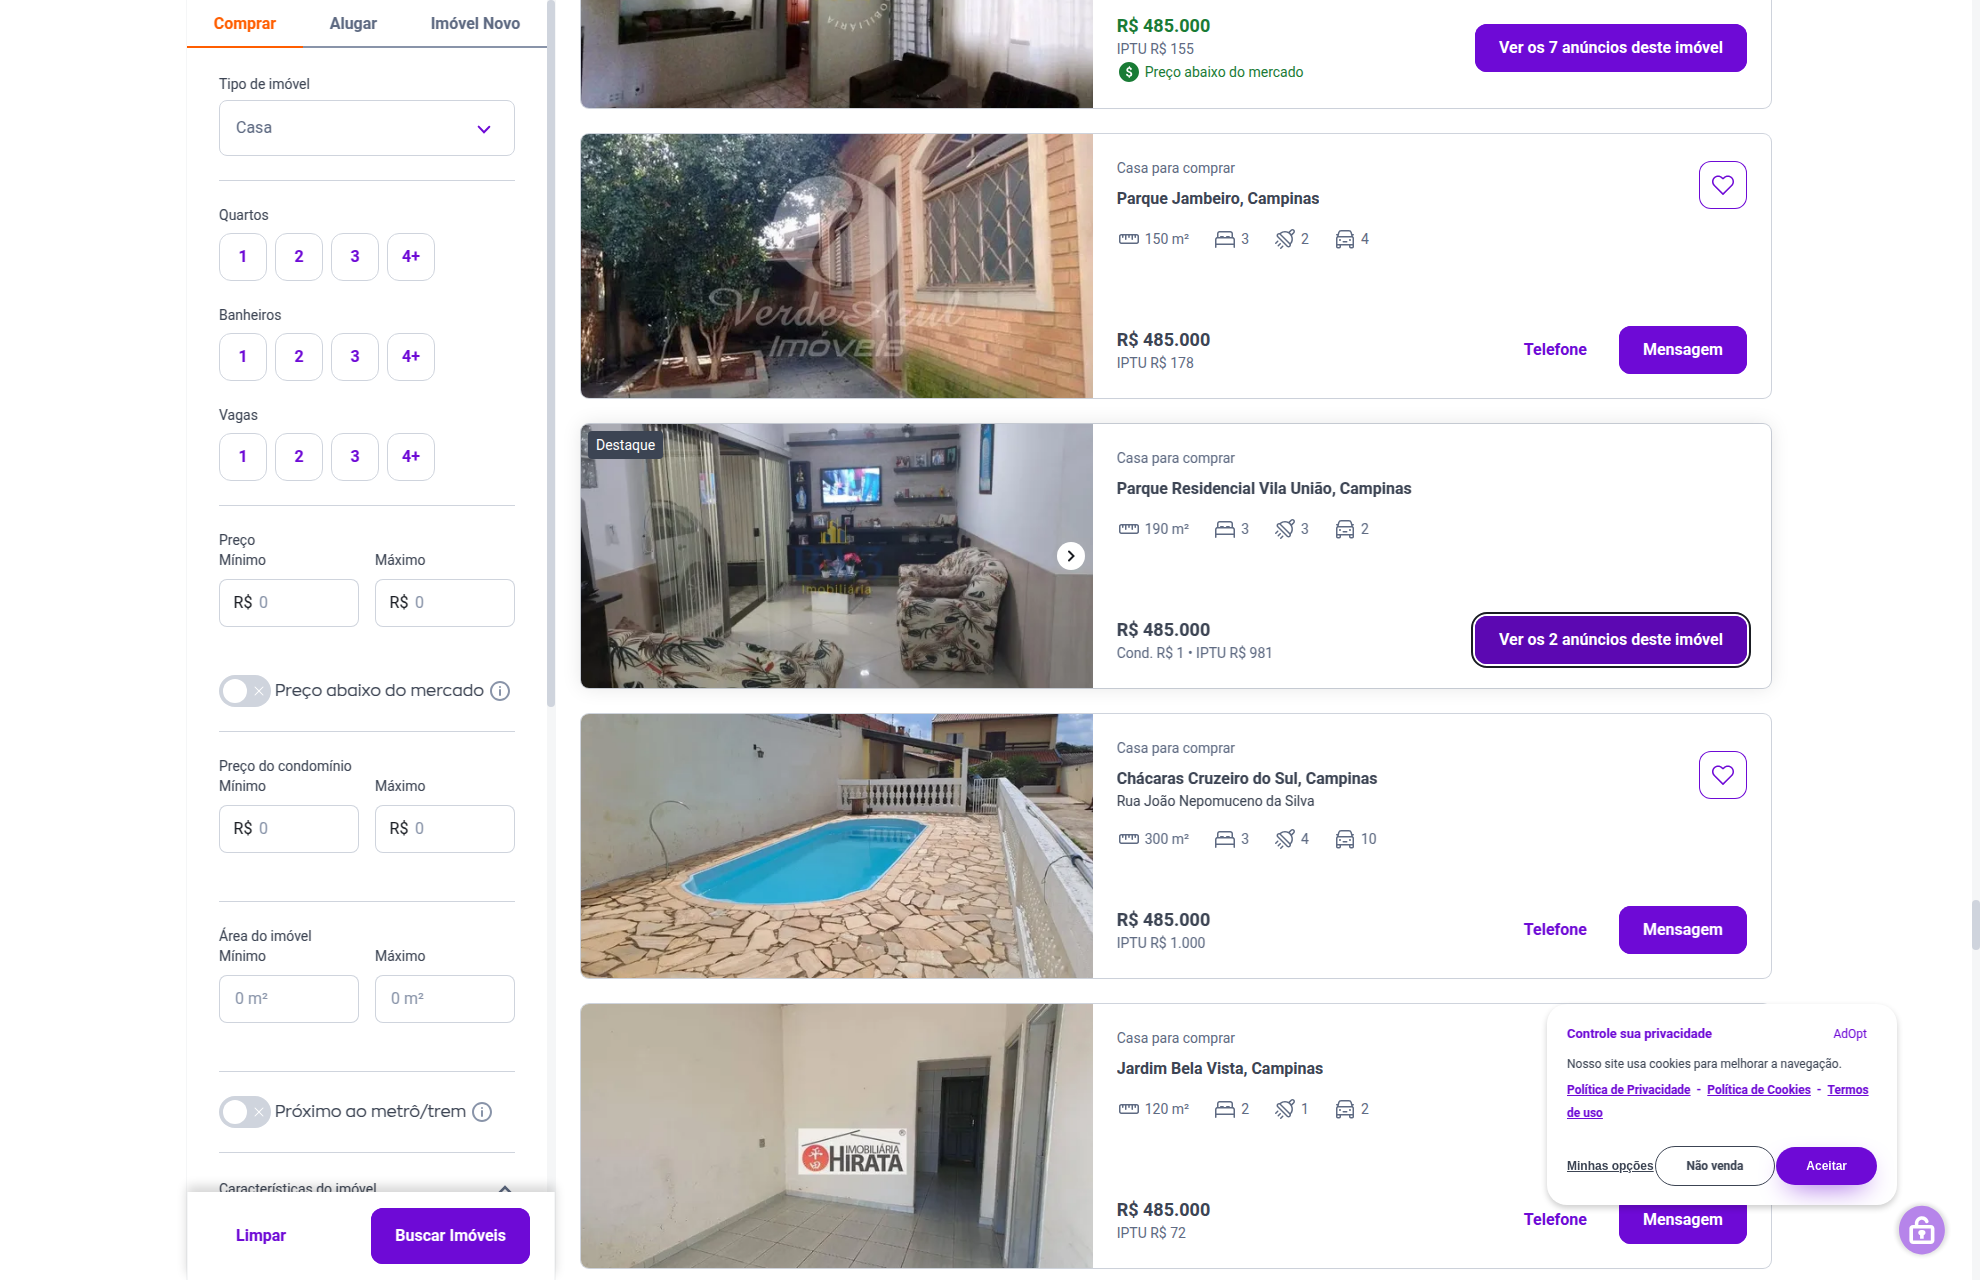 Comprar
Alugar
Imóvel Novo
Tipo de imóvel
Casa
Quartos
1
2
3
4+
Banheiros
1
2
3
4+
Vagas
1
2
3
4+
Preço
Mínimo
Máximo
R$ 0
R$ 0
Preço abaixo do mercado
Preço do condomínio
Mínimo
Máximo
R$ 0
R$ 0
Área do imóvel
Mínimo
Máximo
0 m²
0 m²
Próximo ao metrô/trem
Características do imóvel
Limpar
Buscar Imóveis
R$ 485.000
IPTU R$ 155
Preço abaixo do mercado
Ver os 7 anúncios deste imóvel
VerdeAzul
Imóveis
Casa para comprar
Parque Jambeiro, Campinas
150 m²
3
2
4
R$ 485.000
IPTU R$ 178
Telefone
Mensagem
Destaque
imobiliária
Casa para comprar
Parque Residencial Vila União, Campinas
190 m²
3
3
2
R$ 485.000
Cond. R$ 1 • IPTU R$ 981
Ver os 2 anúncios deste imóvel
Casa para comprar
Chácaras Cruzeiro do Sul, Campinas
Rua João Nepomuceno da Silva
300 m²
3
4
10
R$ 485.000
IPTU R$ 1.000
Telefone
Mensagem
IMOBILIÁRIA
HIRATA
Casa para comprar
Jardim Bela Vista, Campinas
120 m²
2
1
2
R$ 485.000
IPTU R$ 72
Telefone
Mensagem
Controle sua privacidade
AdOpt
Nosso site usa cookies para melhorar a navegação.
Política de Privacidade - Política de Cookies - Termos
de uso
Minhas opções
Não venda
Aceitar